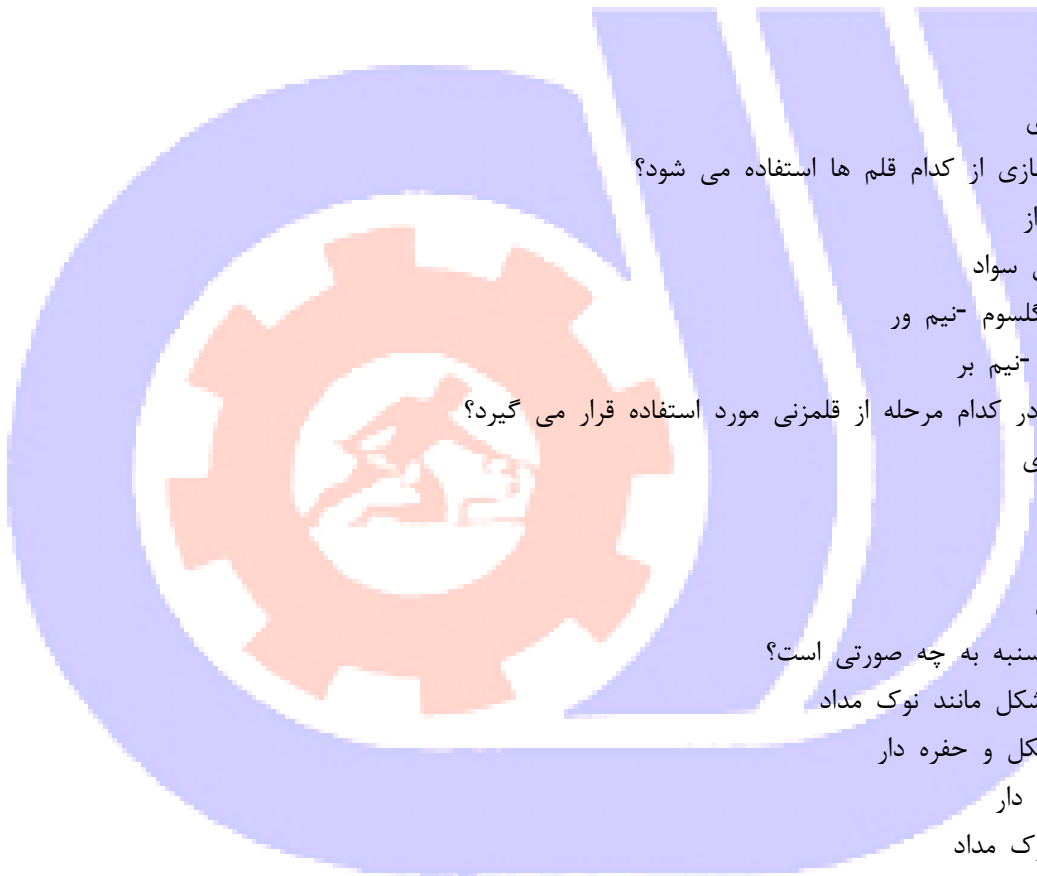 ی
ازی از کدام قلم ها استفاده می شود؟
از
سواد
گلسوم -نیم ور
-نیم بر
در کدام مرحله از قلمزنی مورد استفاده قرار می گیرد؟
ی
سنبه به چه صورتی است؟
شکل مانند نوک مداد
کل و حفره دار
دار
ک مداد